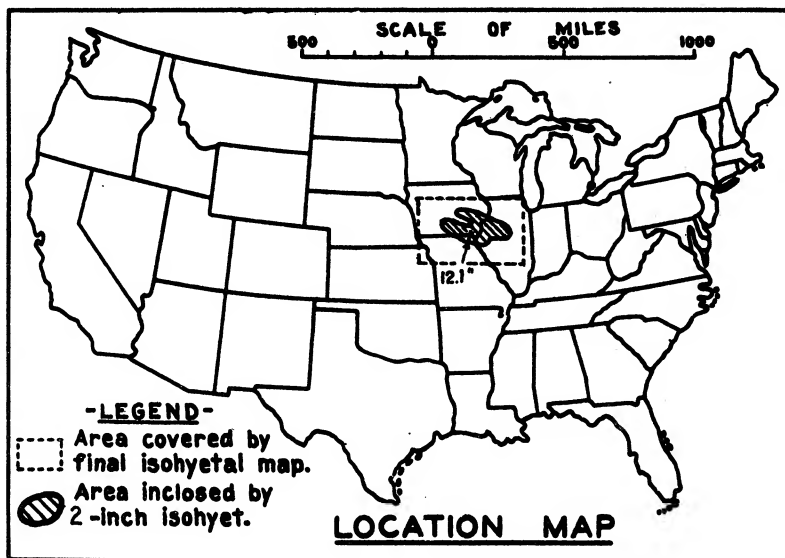 SCALE OF MILES
500 0 500 1000
12.1"
-LEGEND-
Area covered by
final isohyetal map.
Area inclosed by
2-inch isohyet.
LOCATION MAP